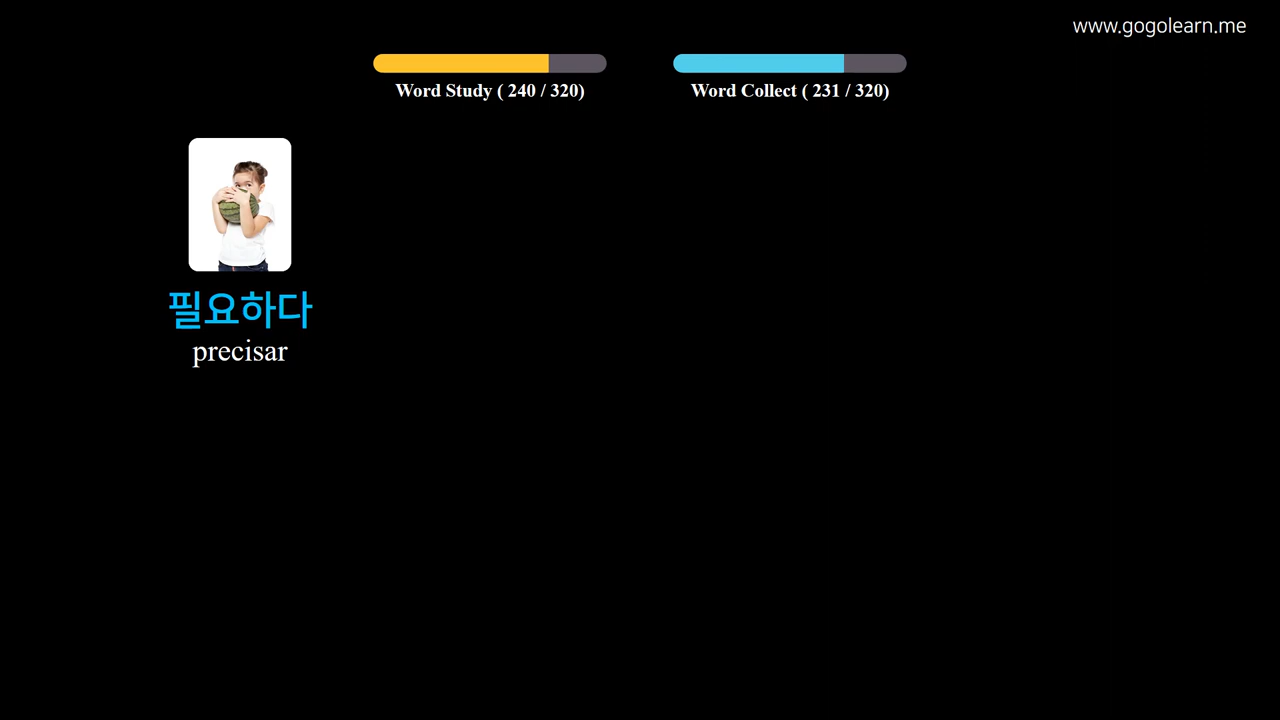 www.gogolearn.me
Word Study ( 240 / 320)
Word Collect ( 231 / 320)
필요하다
precisar